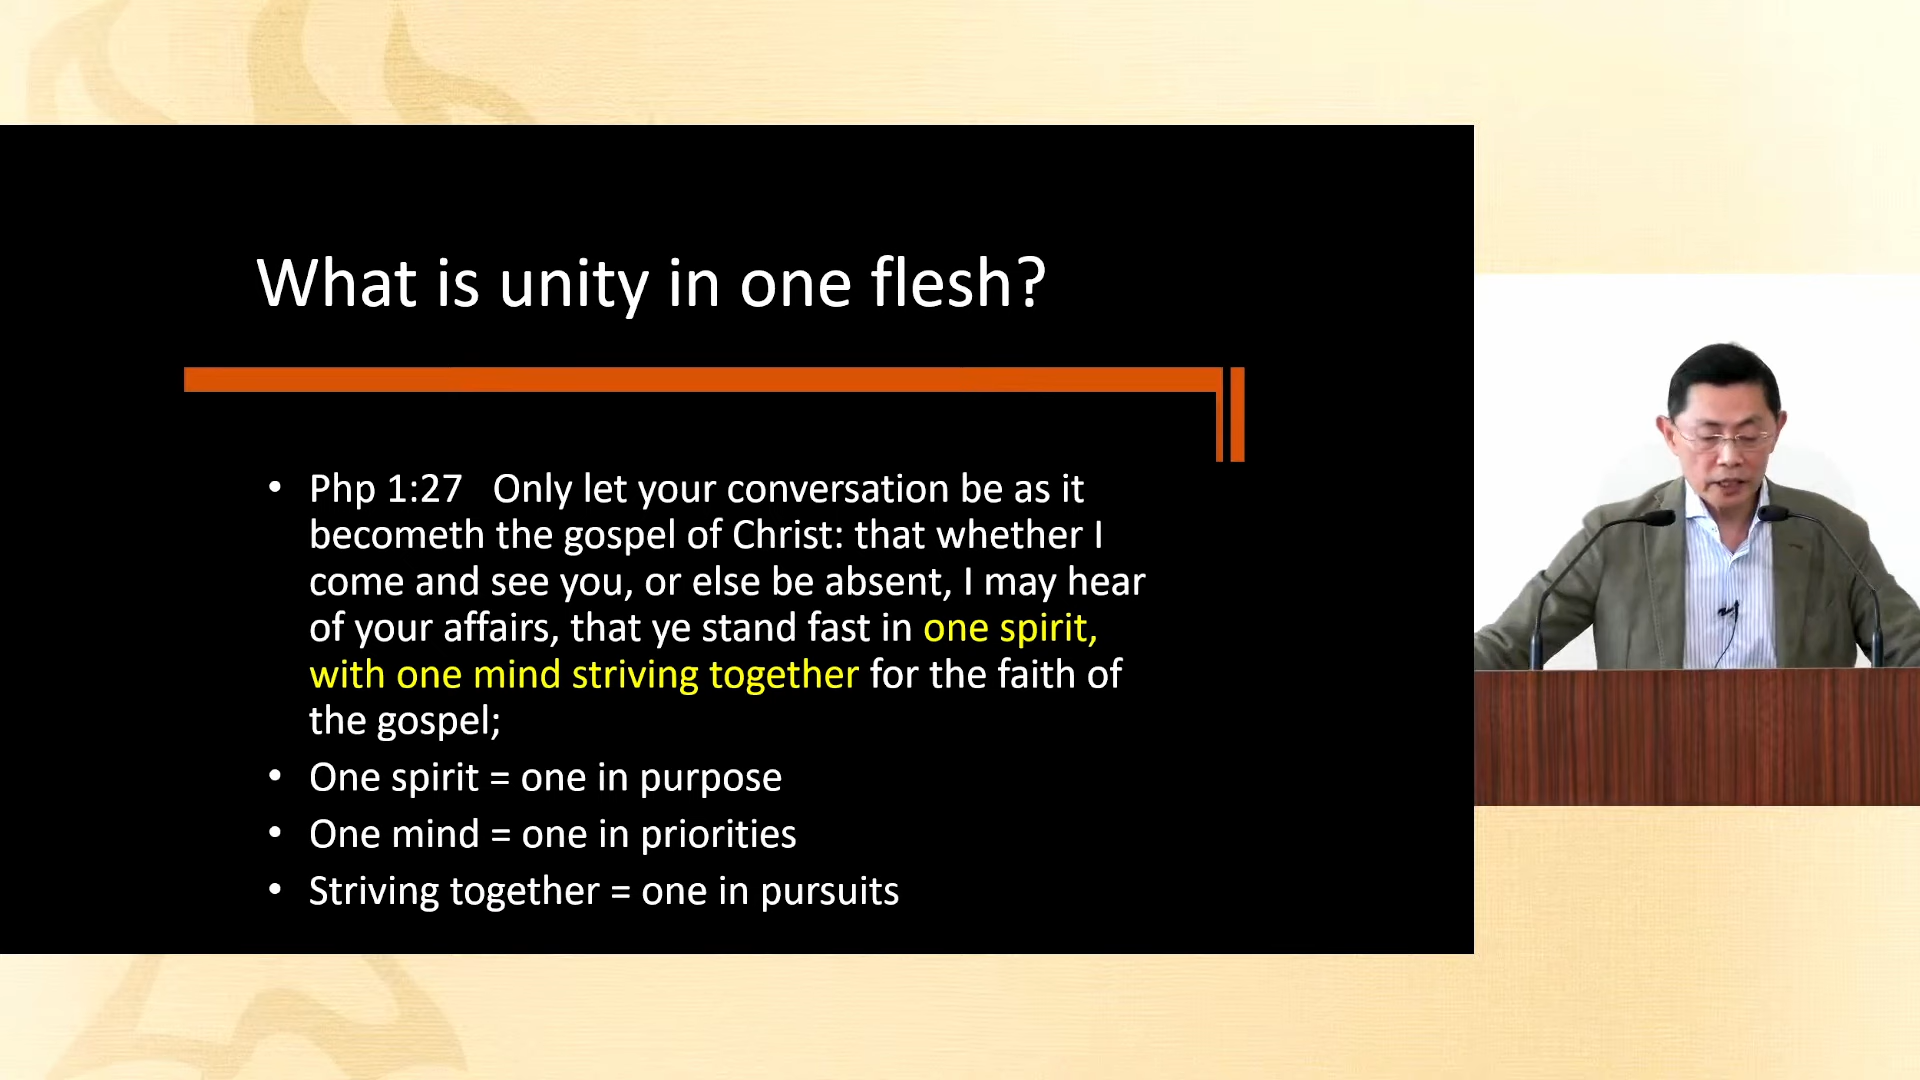 What is unity in one flesh?
• Php 1:27   Only let your conversation be as it
becometh the gospel of Christ: that whether I
come and see you, or else be absent, I may hear
of your affairs, that ye stand fast in one spirit,
with one mind striving together for the faith of
the gospel;
• One spirit = one in purpose
• One mind = one in priorities
• Striving together = one in pursuits